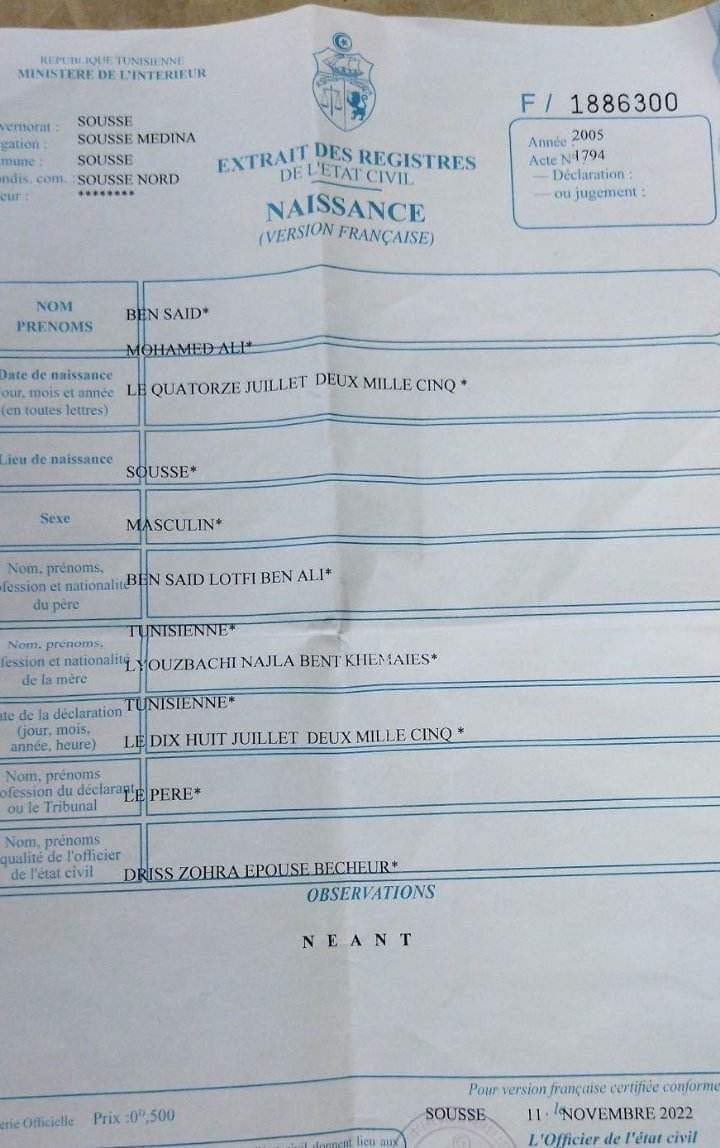 REPUBLIQUE TUNISIENNE
MINISTERE DE L'INTERIEUR
F / 1886300
vernorat : SOUSSE
gation : SOUSSE MEDINA
mune : SOUSSE
ondis. com. : SOUSSE NORD
eur : ********
EXTRAIT DES REGISTRES
DE L'ETAT CIVIL
NAISSANCE
(VERSION FRANÇAISE)
Année : 2005
Acte N° 1794
— Déclaration :
— ou jugement :
NOM
PRENOMS
BEN SAID*
MOHAMED ALI*
Date de naissance
our, mois et année
(en toutes lettres)
LE QUATORZE JUILLET DEUX MILLE CINQ *
Lieu de naissance
SOUSSE*
Sexe
MASCULIN*
Nom, prénoms,
ofession et nationalité
du père
BEN SAID LOTFI BEN ALI*
TUNISIENNE*
Nom, prénoms,
fession et nationalité
de la mère
LYOUZBACHI NAJLA BENT KHEMAIES*
TUNISIENNE*
ate de la déclaration
(jour, mois,
année, heure)
LE DIX HUIT JUILLET DEUX MILLE CINQ *
Nom, prénoms
ofession du déclarant
ou le Tribunal
LE PERE*
Nom, prénoms
qualité de l'officier
de l'état civil
DRISS ZOHRA EPOUSE BECHEUR*
OBSERVATIONS
N E A N T
Pour version française certifiée conforme
erie Officielle Prix :0ᴰ,500
SOUSSE 11 · le NOVEMBRE 2022
L'Officier de l'état civil
civil donnent lieu aux